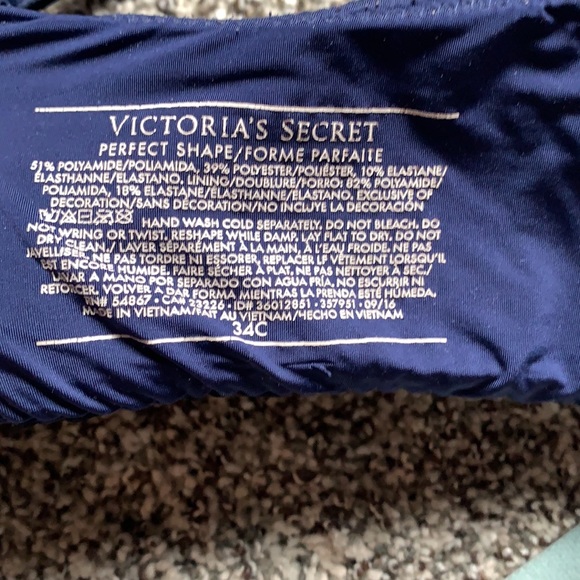 VICTORIA'S SECRET
PERFECT SHAPE/FORME PARFAITE
51% POLYAMIDE/POLIAMIDA, 39% POLYESTER/POLIÉSTER, 10% ELASTANE/
ÉLASTHANNE/ELASTANO. LINING/DOUBLURE/FORRO: 82% POLYAMIDE/
POLIAMIDA, 18% ELASTANE/ÉLASTHANNE/ELASTANO. EXCLUSIVE OF
DECORATION/SANS DÉCORATION/NO INCLUYE LA DECORACIÓN
HAND WASH COLD SEPARATELY. DO NOT BLEACH. DO
NOT WRING OR TWIST. RESHAPE WHILE DAMP. LAY FLAT TO DRY. DO NOT
DRY CLEAN./ LAVER SÉPARÉMENT À LA MAIN, À L'EAU FROIDE. NE PAS
JAVELLISER. NE PAS TORDRE NI ESSORER. REPLACER LE VÊTEMENT LORSQU'IL
EST ENCORE HUMIDE. FAIRE SÉCHER À PLAT. NE PAS NETTOYER À SEC./
LAVAR A MANO POR SEPARADO CON AGUA FRÍA. NO ESCURRIR NI
RETORCER. VOLVER A DAR FORMA MIENTRAS LA PRENDA ESTÉ HÚMEDA.
RN# 54867 • CA# 23226 • ID# 36012851 • 357951 • 09/16
MADE IN VIETNAM/FAIT AU VIETNAM/HECHO EN VIETNAM
34C